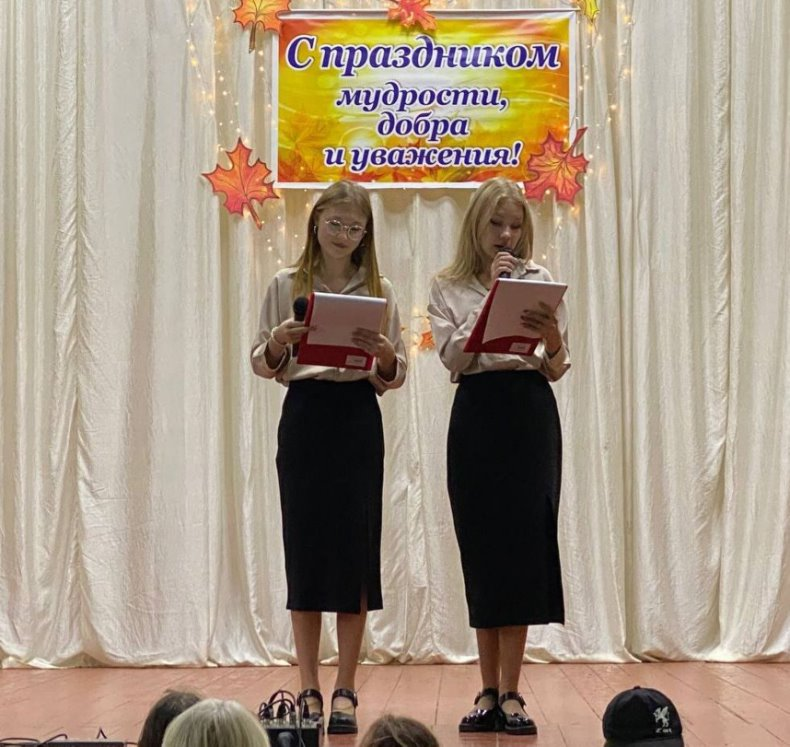 С праздником
мудрости,
добра
и уважения!